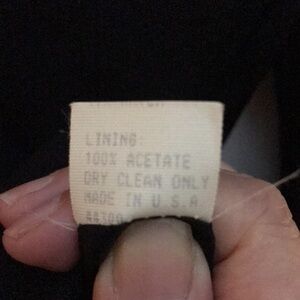 LINING:
100% ACETATE
DRY CLEAN ONLY
MADE IN U.S.A.